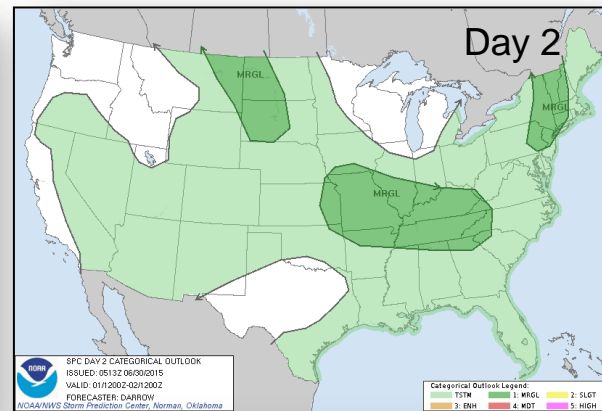 Day 2
MRGL
MRGL
MRGL
NOAA
SPC DAY 2 CATEGORICAL OUTLOOK
ISSUED: 0513Z 06/30/2015
VALID: 01/1200Z-02/1200Z
FORECASTER: DARROW
NOAA/NWS Storm Prediction Center, Norman, Oklahoma
Categorical Outlook Legend:
TSTM 1: MRGL 2: SLGT
3: ENH 4: MDT 5: HIGH